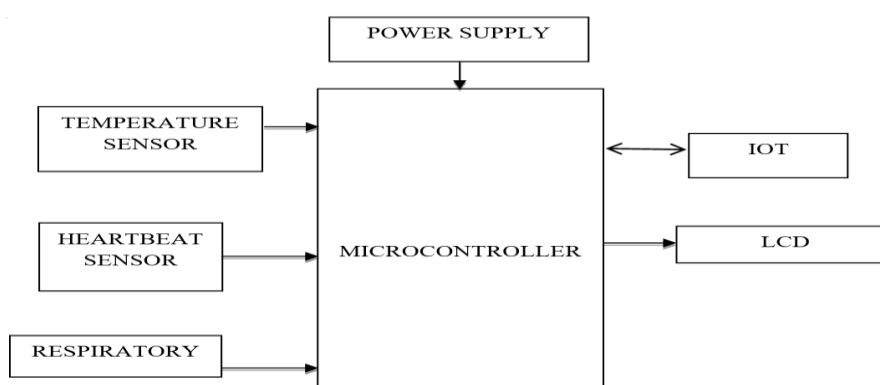 POWER SUPPLY
TEMPERATURE
SENSOR
IOT
HEARTBEAT
SENSOR
MICROCONTROLLER
LCD
RESPIRATORY